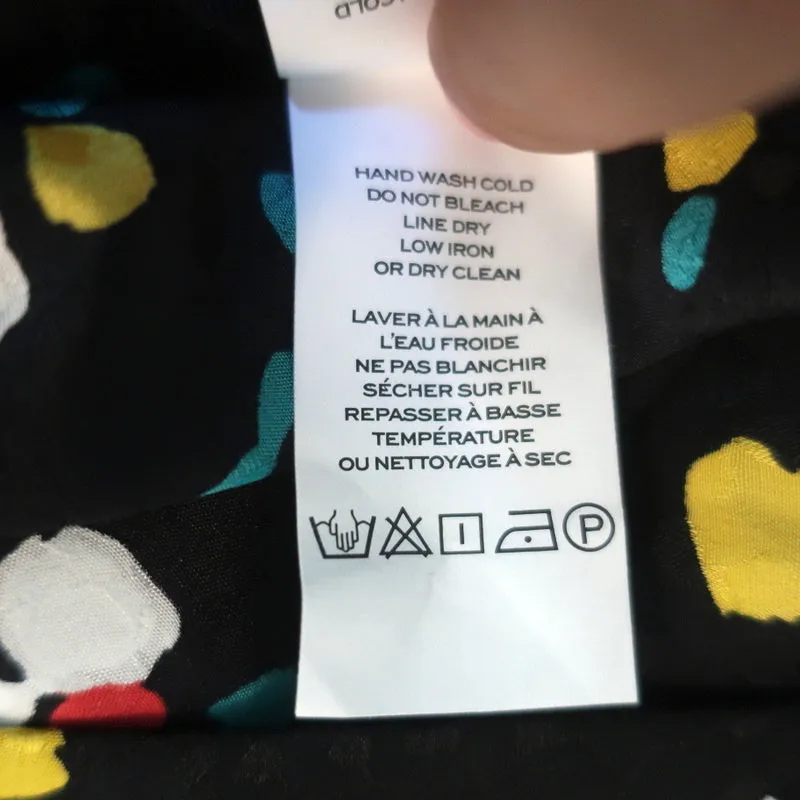 COLD
HAND WASH COLD
DO NOT BLEACH
LINE DRY
LOW IRON
OR DRY CLEAN
LAVER À LA MAIN À
L'EAU FROIDE
NE PAS BLANCHIR
SÉCHER SUR FIL
REPASSER À BASSE
TEMPÉRATURE
OU NETTOYAGE À SEC
P